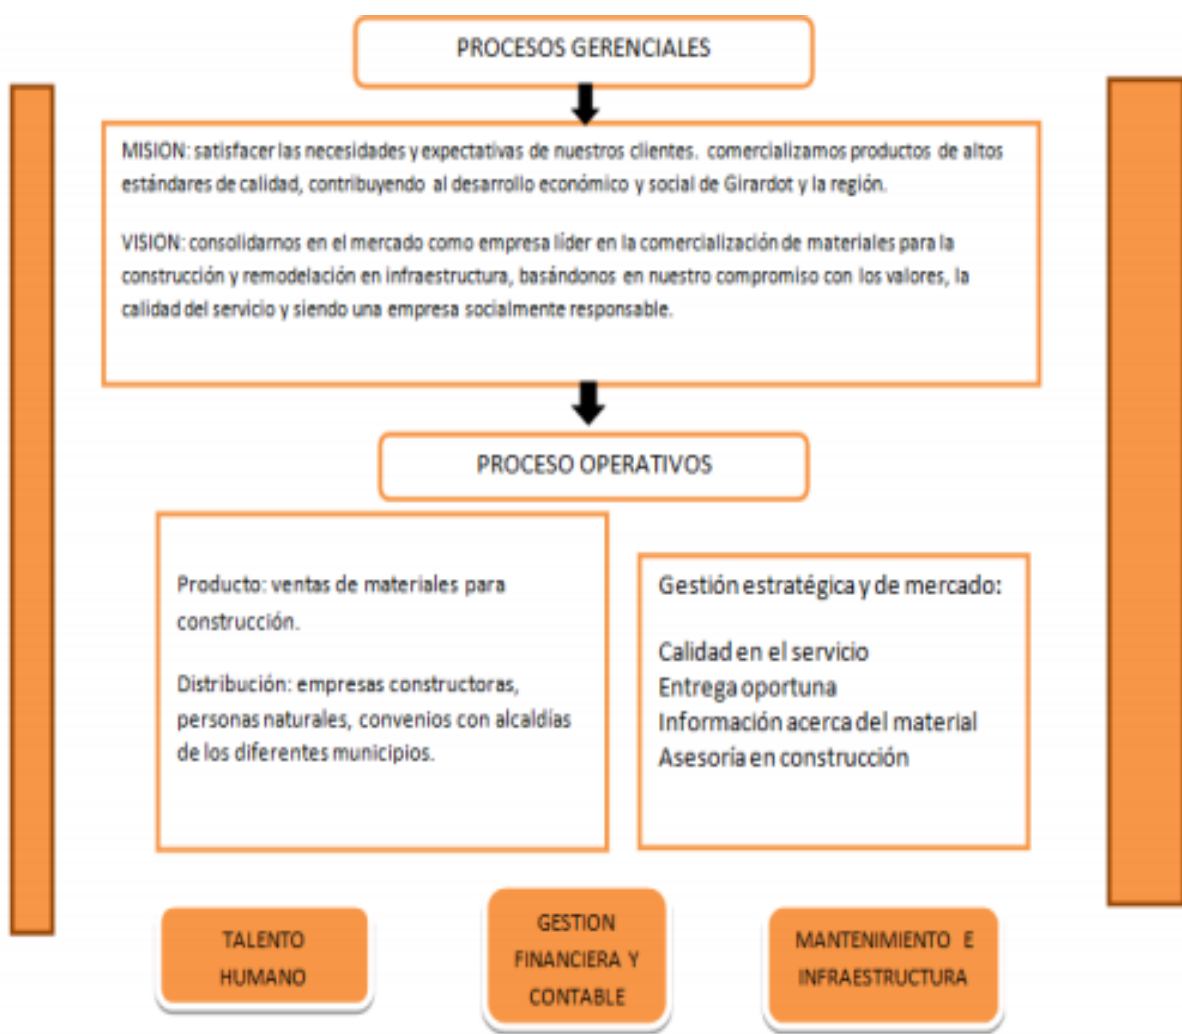 PROCESOS GERENCIALES
MISION: satisfacer las necesidades y expectativas de nuestros clientes. comercializamos productos de altos
estándares de calidad, contribuyendo al desarrollo económico y social de Girardot y la región.
VISION: consolidarnos en el mercado como empresa líder en la comercialización de materiales para la
construcción y remodelación en infraestructura, basándonos en nuestro compromiso con los valores, la
calidad del servicio y siendo una empresa socialmente responsable.
PROCESO OPERATIVOS
Producto: ventas de materiales para
construcción.
Distribución: empresas constructoras,
personas naturales, convenios con alcaldías
de los diferentes municipios.
Gestión estratégica y de mercado:
Calidad en el servicio
Entrega oportuna
Información acerca del material
Asesoría en construcción
TALENTO
HUMANO
GESTION
FINANCIERA Y
CONTABLE
MANTENIMIENTO E
INFRAESTRUCTURA